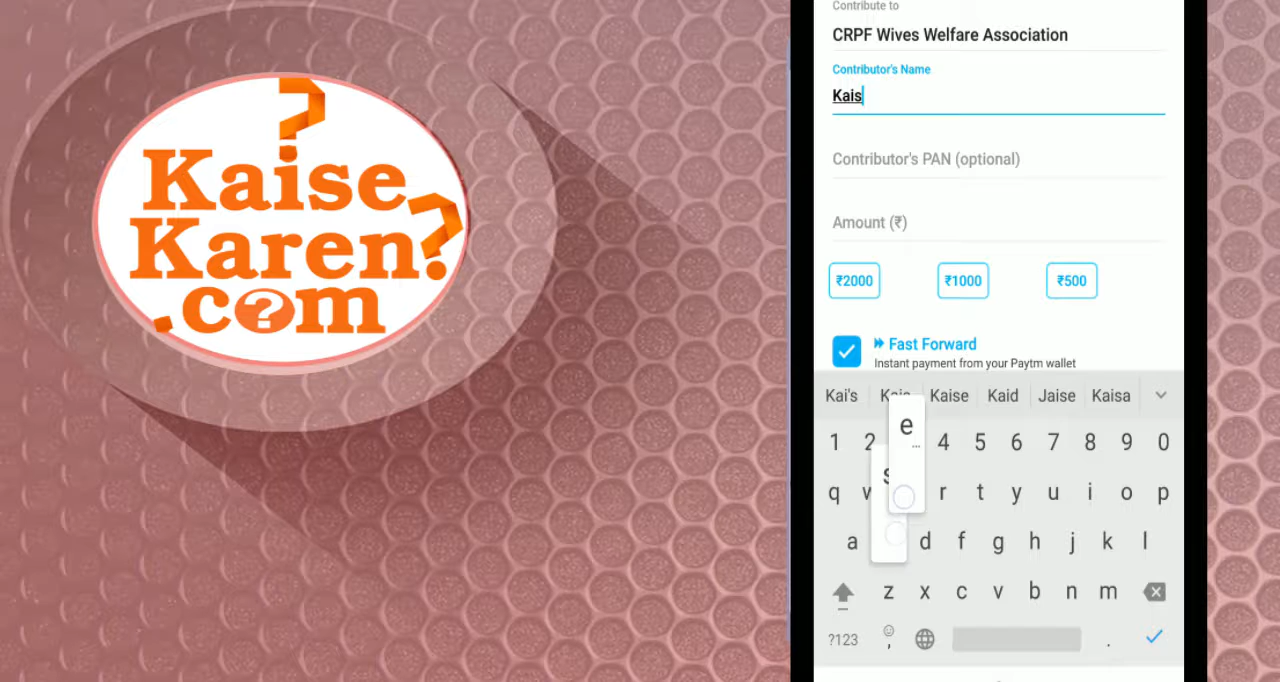 ?
Kaise
Karen?
.c?m
Contribute to
CRPF Wives Welfare Association
Contributor's Name
Kais
Contributor's PAN (optional)
Amount (₹)
₹2000 ₹1000 ₹500
Fast Forward
Instant payment from your Paytm wallet
Kai's Kais Kaise Kaid Jaise Kaisa
1 2 4 5 6 7 8 9 0
e
...
q w r t y u i o p
s
a d f g h j k l
z x c v b n m
?123 , .